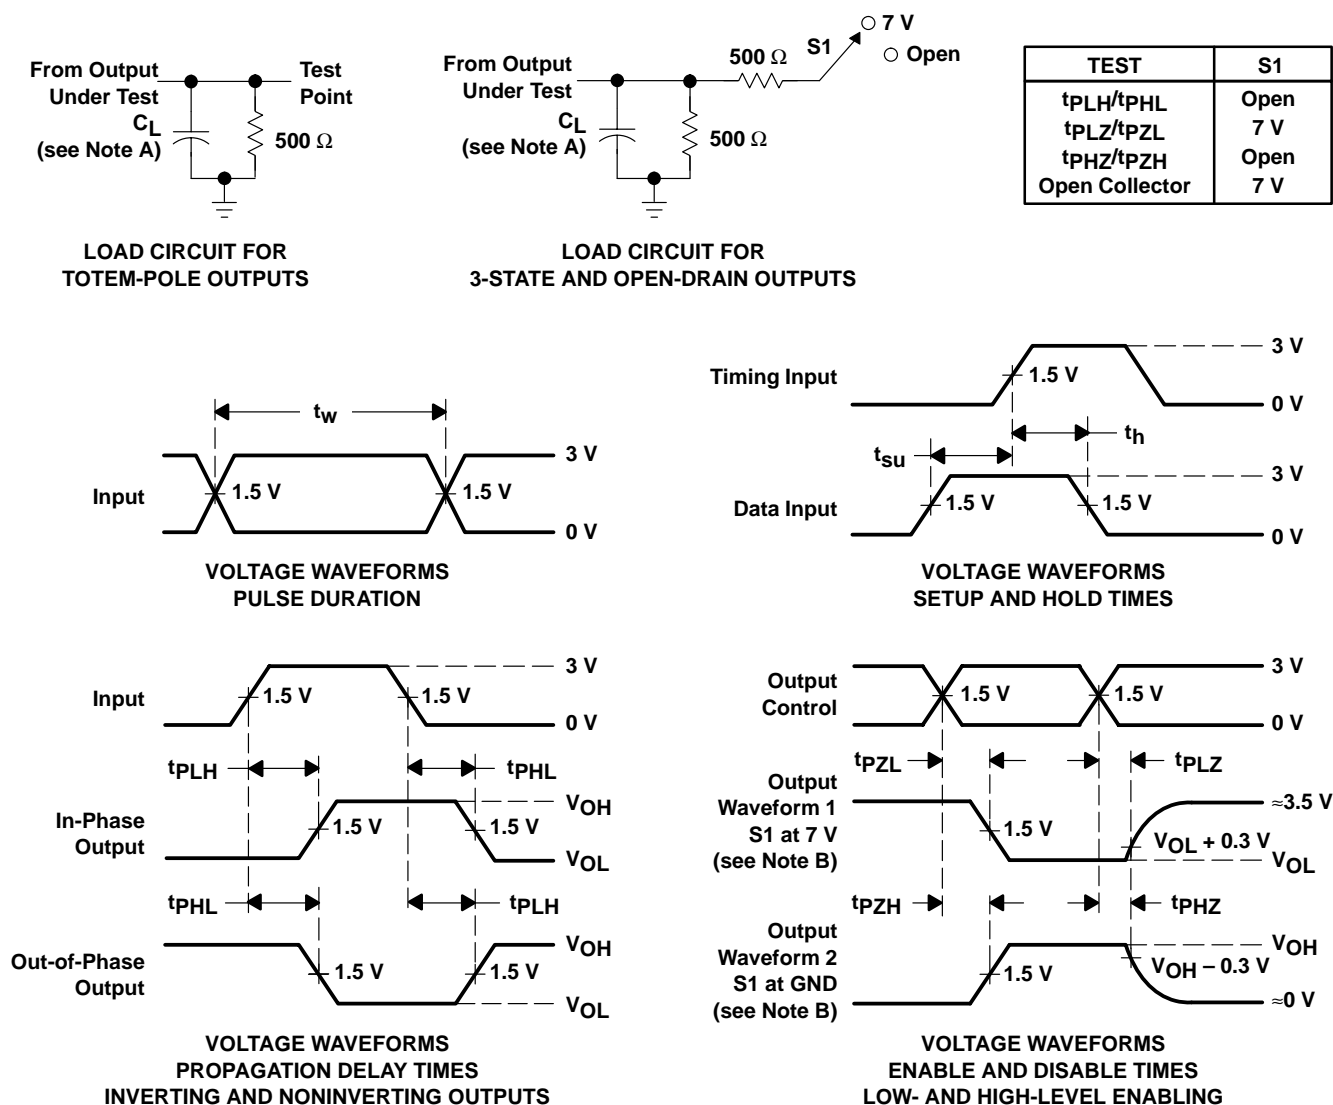 From Output
Under Test
Test
Point
CL
(see Note A)
500 Ω
LOAD CIRCUIT FOR
TOTEM-POLE OUTPUTS
From Output
Under Test
CL
(see Note A)
500 Ω
500 Ω
S1
7 V
Open
LOAD CIRCUIT FOR
3-STATE AND OPEN-DRAIN OUTPUTS
TEST S1
tPLH/tPHL Open
tPLZ/tPZL 7 V
tPHZ/tPZH Open
Open Collector 7 V
tw
3 V
Input
1.5 V
1.5 V
0 V
VOLTAGE WAVEFORMS
PULSE DURATION
3 V
Timing Input
1.5 V
0 V
th
tsu
3 V
Data Input
1.5 V
1.5 V
0 V
VOLTAGE WAVEFORMS
SETUP AND HOLD TIMES
3 V
Input
1.5 V
1.5 V
0 V
tPLH
tPHL
VOH
In-Phase
Output
1.5 V
1.5 V
VOL
tPHL
tPLH
VOH
Out-of-Phase
Output
1.5 V
1.5 V
VOL
VOLTAGE WAVEFORMS
PROPAGATION DELAY TIMES
INVERTING AND NONINVERTING OUTPUTS
3 V
Output
Control
1.5 V
1.5 V
0 V
tPZL
tPLZ
Output
Waveform 1
S1 at 7 V
(see Note B)
1.5 V
≈3.5 V
VOL + 0.3 V
VOL
tPZH
tPHZ
Output
Waveform 2
S1 at GND
(see Note B)
1.5 V
VOH
VOH – 0.3 V
≈0 V
VOLTAGE WAVEFORMS
ENABLE AND DISABLE TIMES
LOW- AND HIGH-LEVEL ENABLING